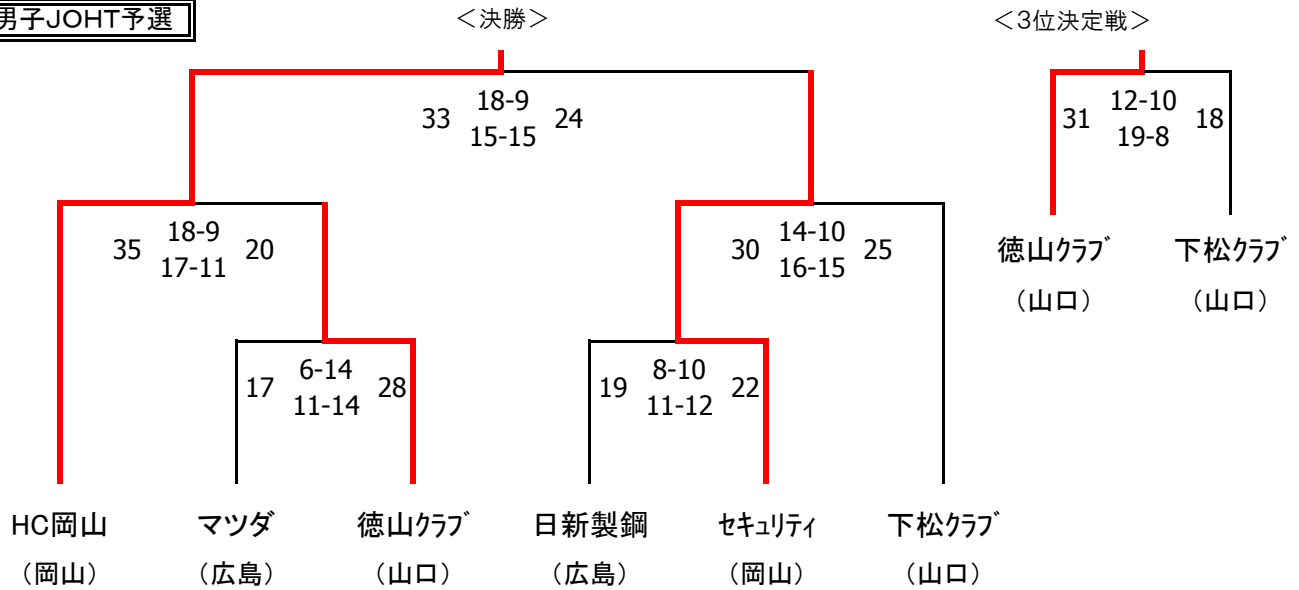 男子JOHT予選
＜決勝＞
＜3位決定戦＞
33 18-9 24
15-15
31 12-10 18
19-8
35 18-9 20
17-11
30 14-10 25
16-15
徳山ｸﾗﾌﾞ 下松ｸﾗﾌﾞ
（山口） （山口）
17 6-14 28
11-14
19 8-10 22
11-12
HC岡山 マツダ 徳山ｸﾗﾌﾞ 日新製鋼 ｾｷｭﾘﾃｨ 下松ｸﾗﾌﾞ
（岡山） （広島） （山口） （広島） （岡山） （山口）